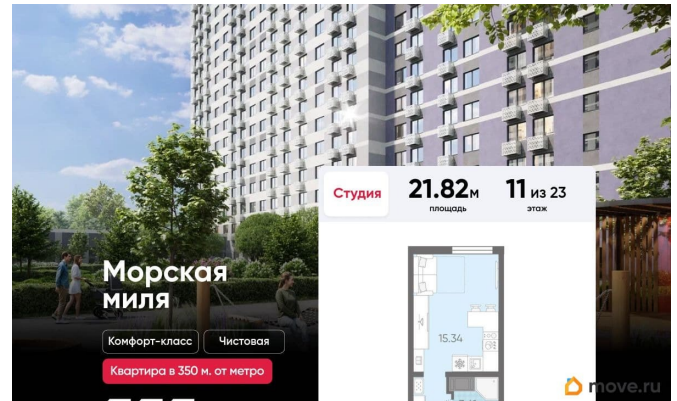 Студия
21.82м
площадь
11 из 23
этаж
Морская
миля
Комфорт-класс
Чистовая
Квартира в 350 м. от метро
15.34
move.ru